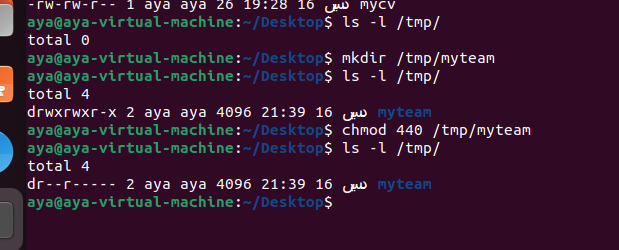 -rw-rw-r-- 1 aya aya 26 19:28 16 ديس mycv
aya@aya-virtual-machine:~/Desktop$ ls -l /tmp/
total 0
aya@aya-virtual-machine:~/Desktop$ mkdir /tmp/myteam
aya@aya-virtual-machine:~/Desktop$ ls -l /tmp/
total 4
drwxrwxr-x 2 aya aya 4096 21:39 16 ديس myteam
aya@aya-virtual-machine:~/Desktop$ chmod 440 /tmp/myteam
aya@aya-virtual-machine:~/Desktop$ ls -l /tmp/
total 4
dr--r----- 2 aya aya 4096 21:39 16 ديس myteam
aya@aya-virtual-machine:~/Desktop$